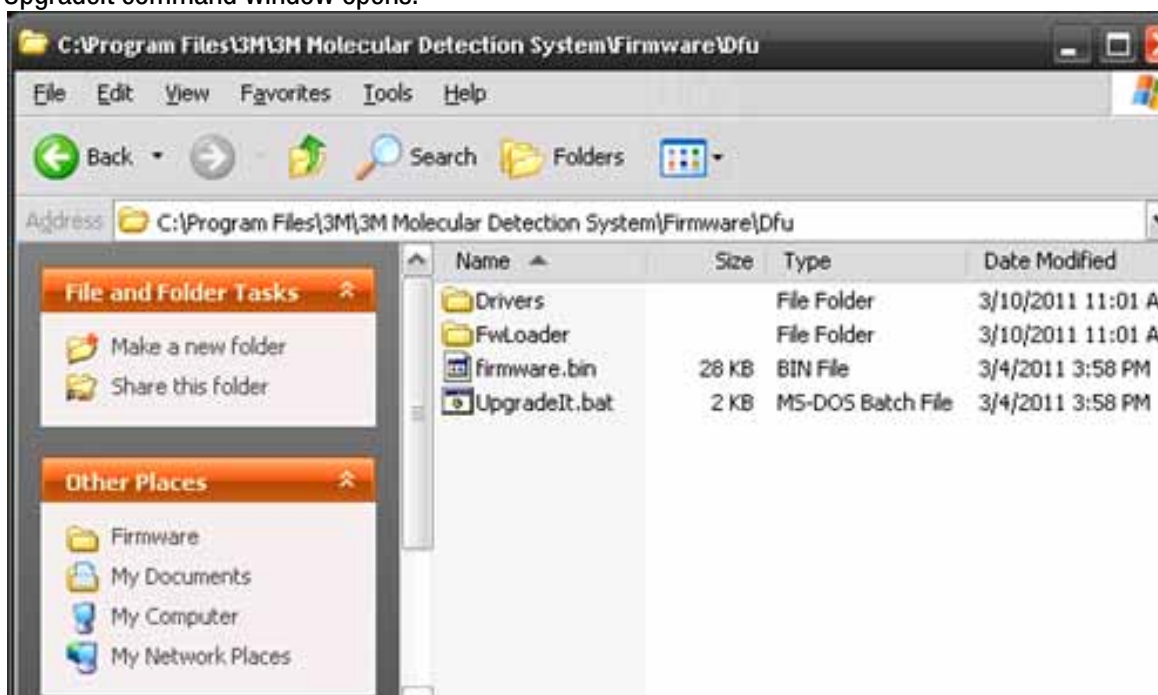 UpgradeIt command window opens.
C:\Program Files\3M\3M Molecular Detection System\Firmware\Dfu
File Edit View Favorites Tools Help
Back Search Folders
Address C:\Program Files\3M\3M Molecular Detection System\Firmware\Dfu
Name Size Type Date Modified
File and Folder Tasks
Make a new folder
Share this folder
Drivers File Folder 3/10/2011 11:01 A
FwLoader File Folder 3/10/2011 11:01 A
firmware.bin 28 KB BIN File 3/4/2011 3:58 PM
UpgradeIt.bat 2 KB MS-DOS Batch File 3/4/2011 3:58 PM
Other Places
Firmware
My Documents
My Computer
My Network Places